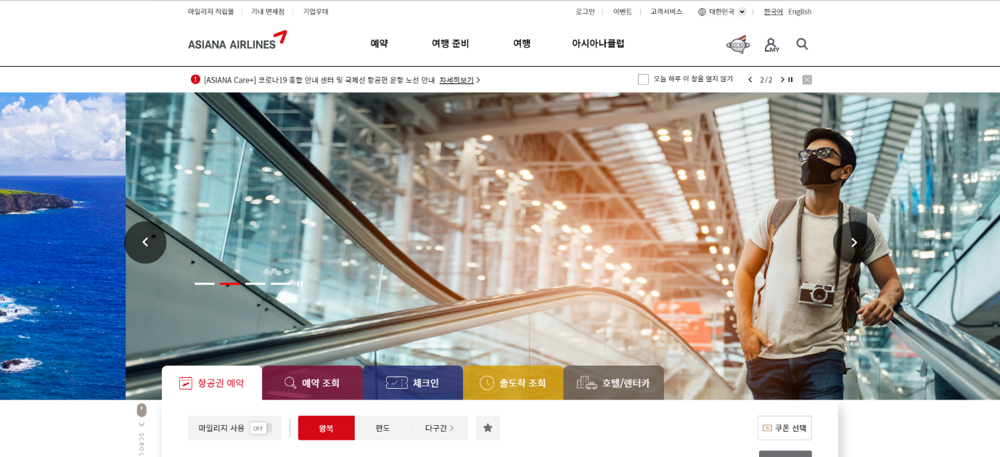 마일리지 적립몰 기내 면세점 기업우대 로그인 이벤트 고객서비스 대한민국 한국어 English
ASIANA AIRLINES 예약 여행 준비 여행 아시아나클럽 MY
[ASIANA Care+] 코로나19 종합 안내 센터 및 국제선 항공편 운항 노선 안내 자세히보기 오늘 하루 이 창을 열지 않기 2/2
항공권 예약 예약 조회 체크인 출도착 조회 호텔/렌터카
마일리지 사용 OFF 왕복 편도 다구간 쿠폰 선택
SCROL